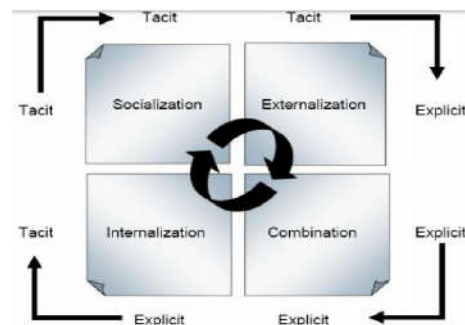 Tacit Tacit
Socialization Externalization
Tacit Explicit
Tacit Internalization Combination Explicit
Explicit Explicit